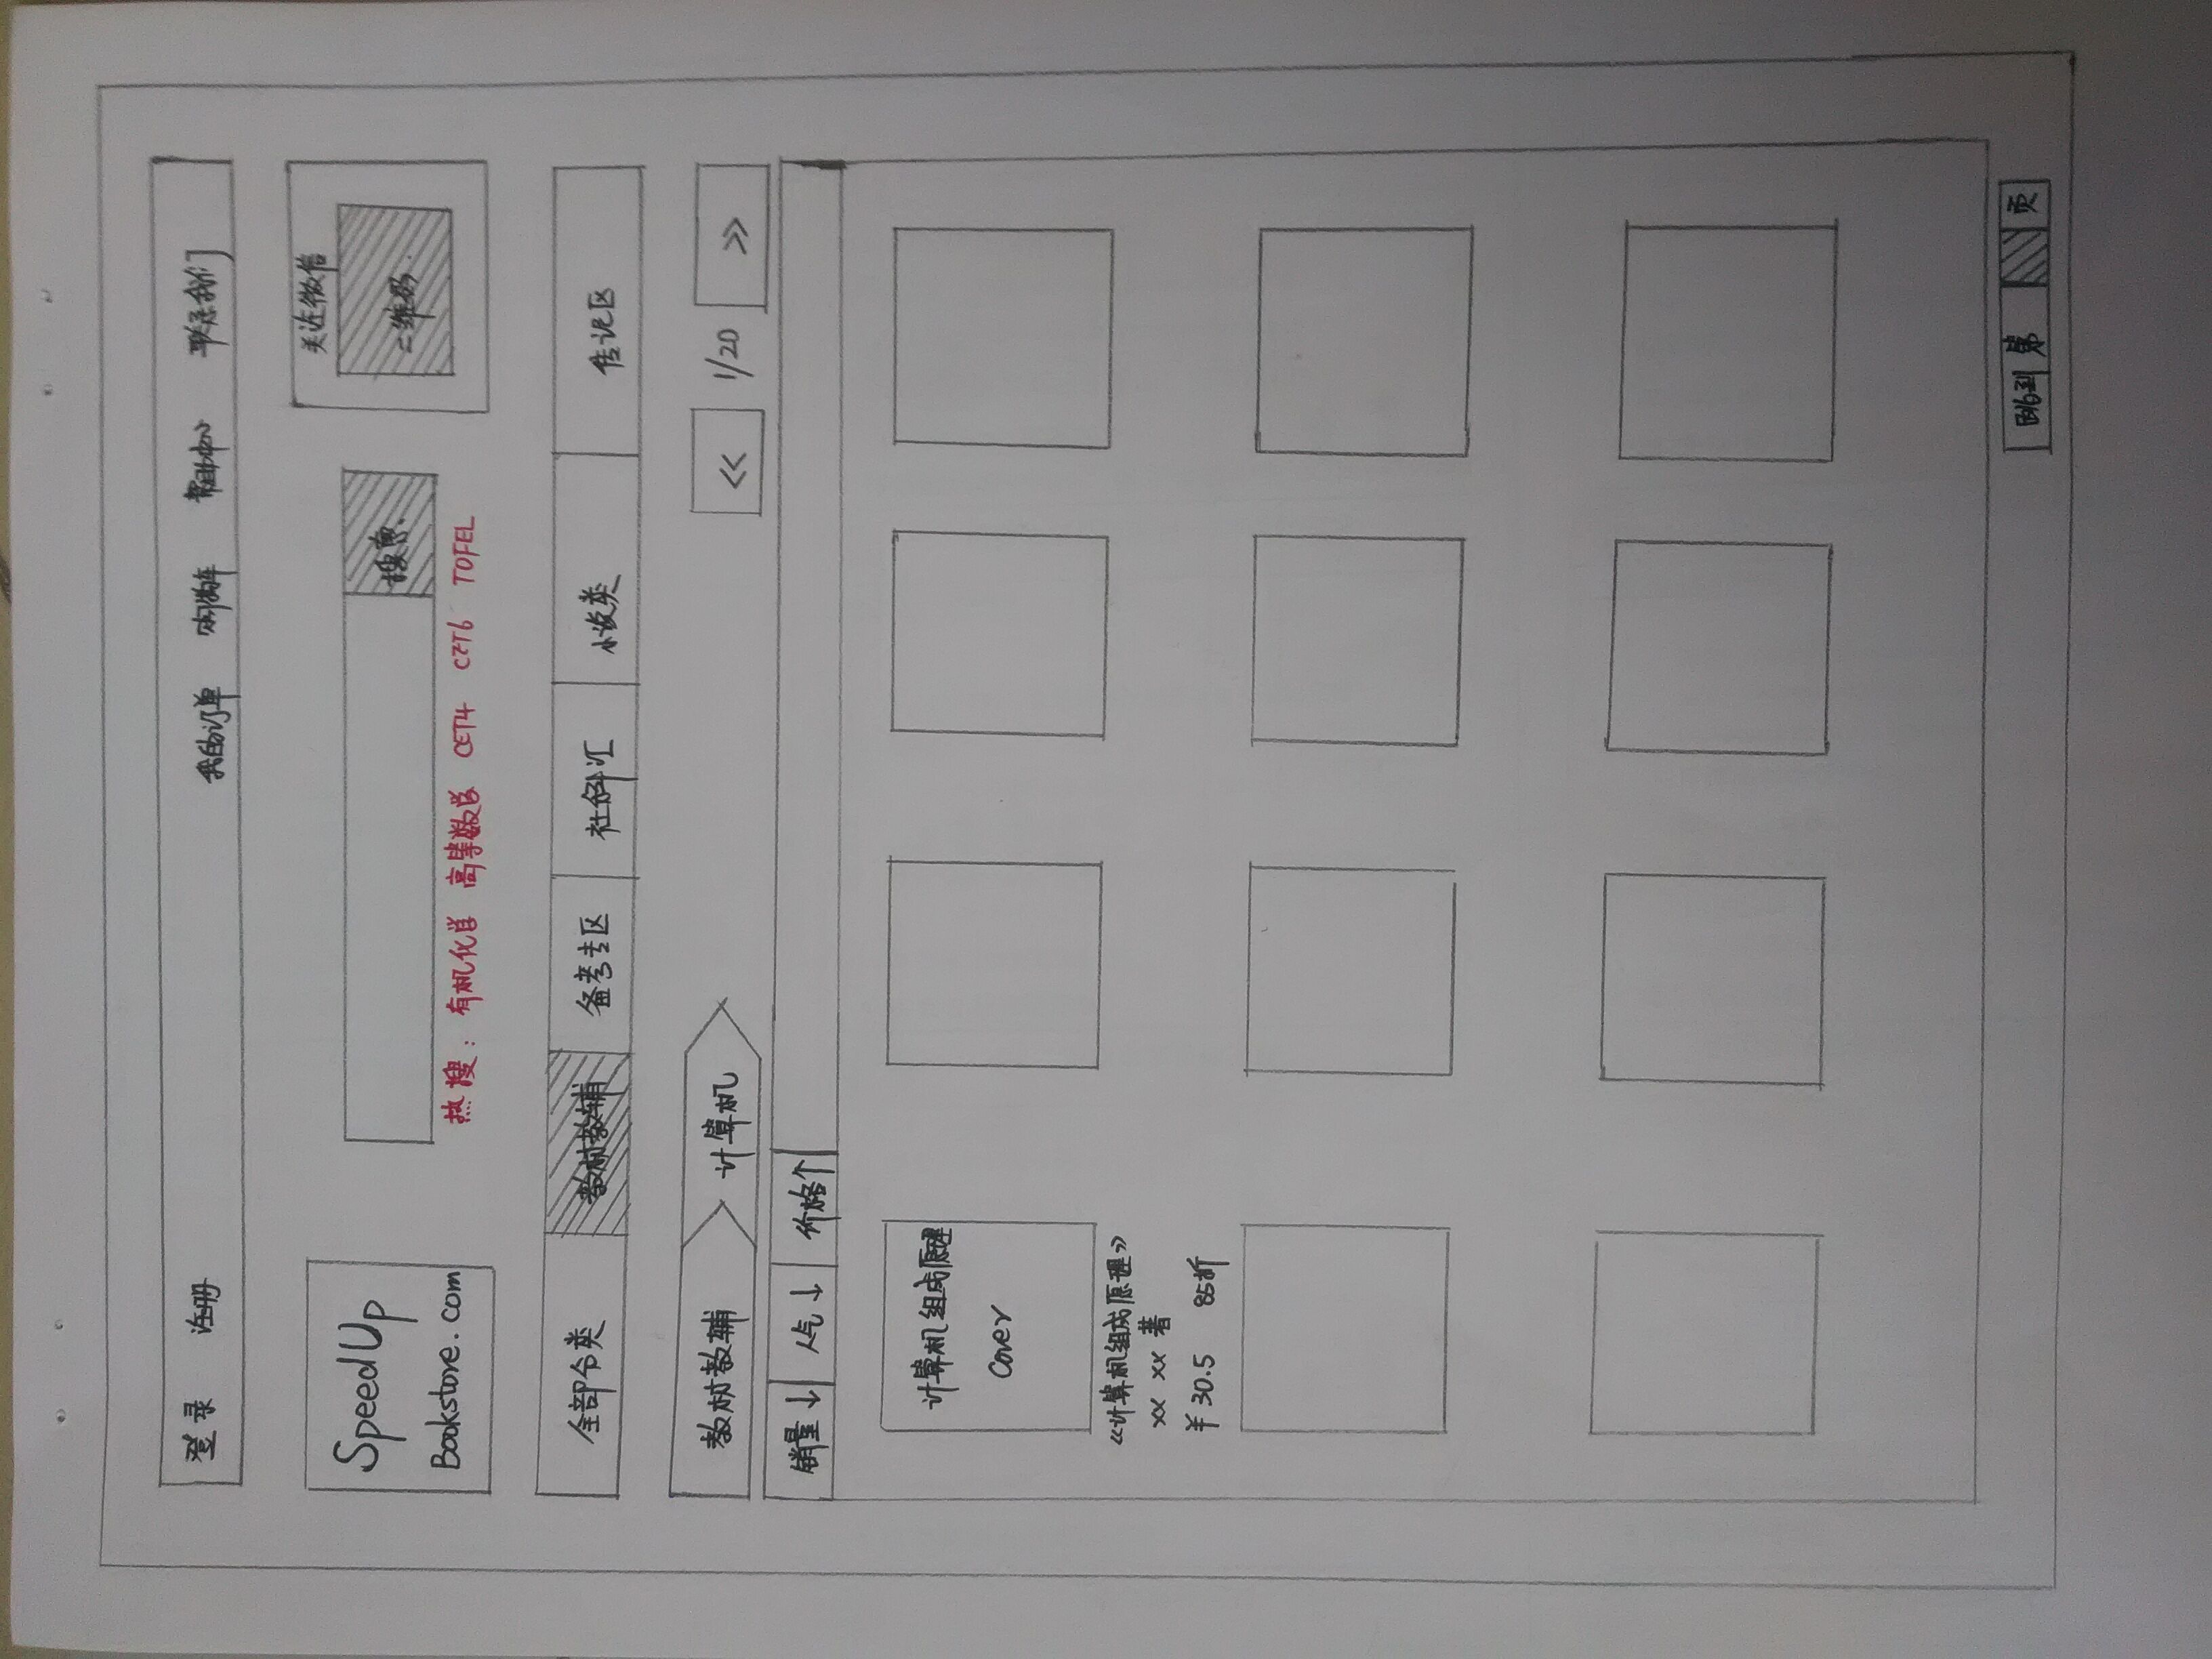 登录 注册 我的订单 购物车 帮助中心 联系我们
SpeedUp
Bookstore.com
搜索
热搜：有机化学 高等数学 CET4 CET6 TOFEL
关注微信
二维码
全部分类 教材教辅 备考专区 社科汇 小说类 传记区
教材教辅 计算机 << 1/20 >>
销量↓ 人气↓ 价格个
计算机组成原理
Cover
《计算机组成原理》
xx xx 著
￥30.5 85折
跳到 第 页